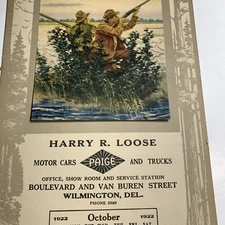 HARRY R. LOOSE
MOTOR CARS PAIGE AND TRUCKS
OFFICE, SHOW ROOM AND SERVICE STATION
BOULEVARD AND VAN BUREN STREET
WILMINGTON, DEL.
PHONE
1922 October 1922